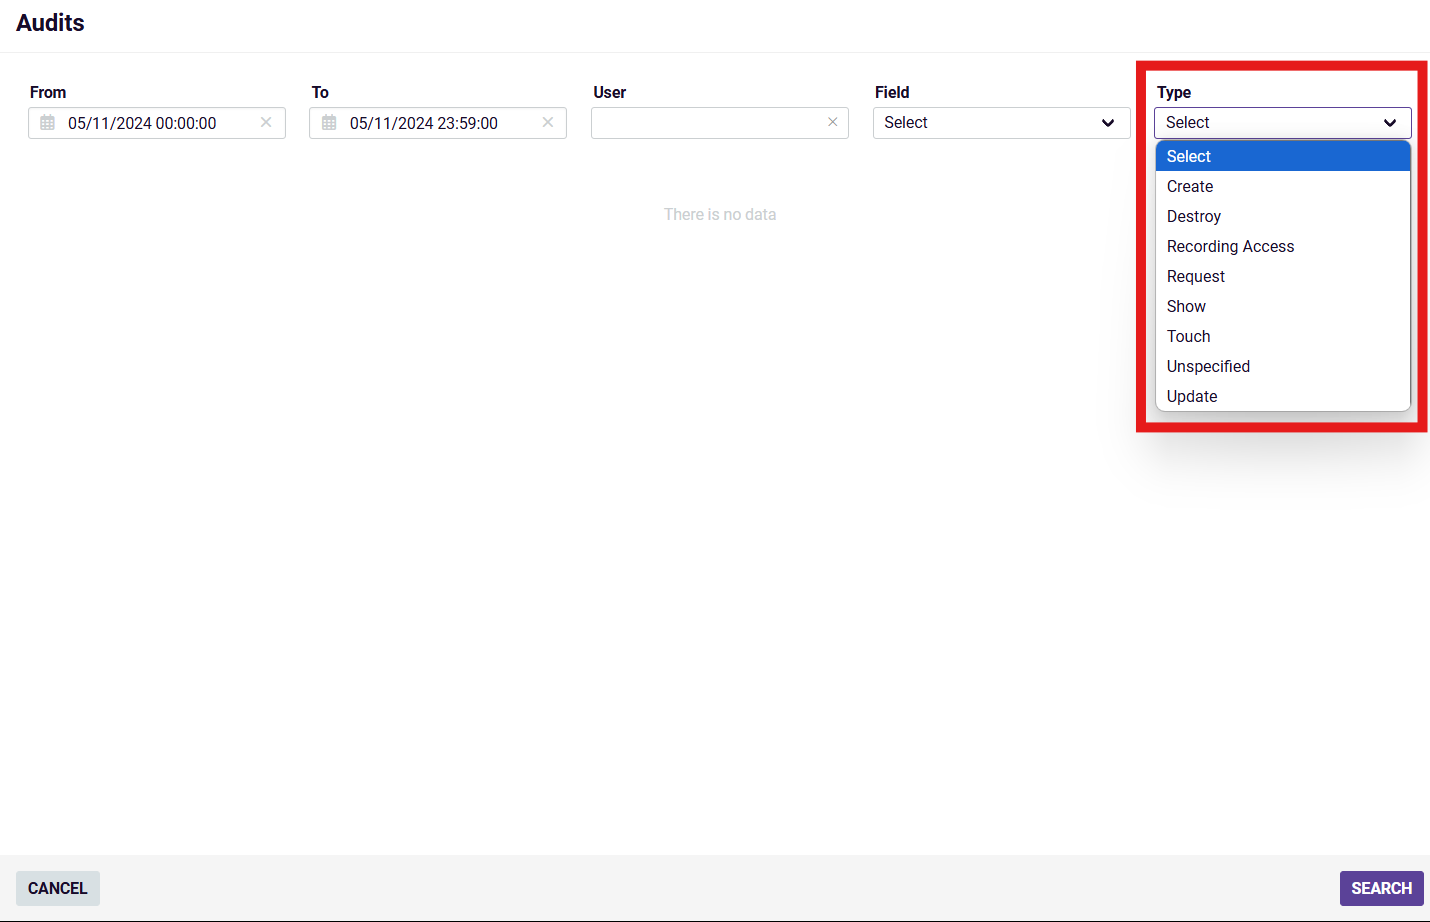 Audits
From
To
User
Field
Type
05/11/2024 00:00:00
05/11/2024 23:59:00
Select
Select
Select
Create
Destroy
Recording Access
Request
Show
Touch
Unspecified
Update
There is no data
CANCEL
SEARCH